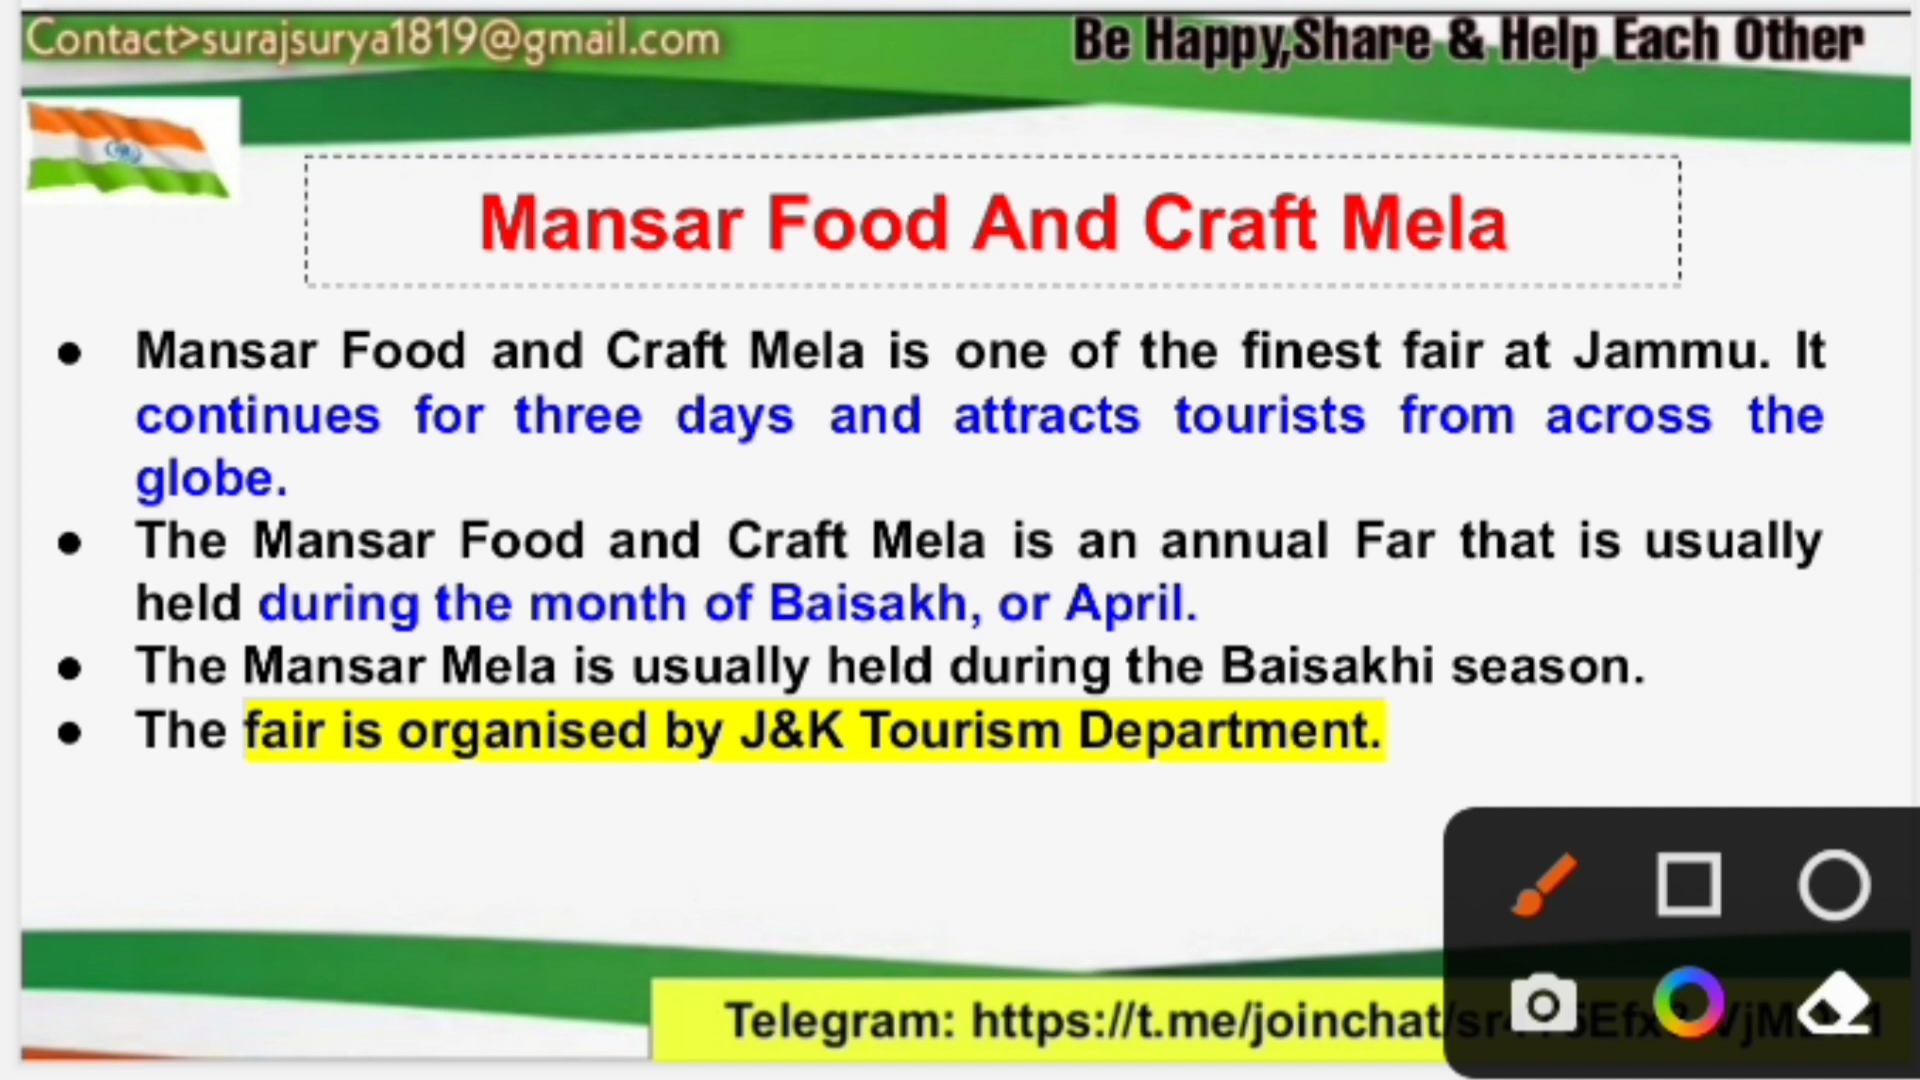 Contact>surajsurya1819@gmail.com
Be Happy,Share & Help Each Other
Mansar Food And Craft Mela
● Mansar Food and Craft Mela is one of the finest fair at Jammu. It
continues for three days and attracts tourists from across the
globe.
● The Mansar Food and Craft Mela is an annual Far that is usually
held during the month of Baisakh, or April.
● The Mansar Mela is usually held during the Baisakhi season.
● The fair is organised by J&K Tourism Department.
Telegram: https://t.me/joinchat/